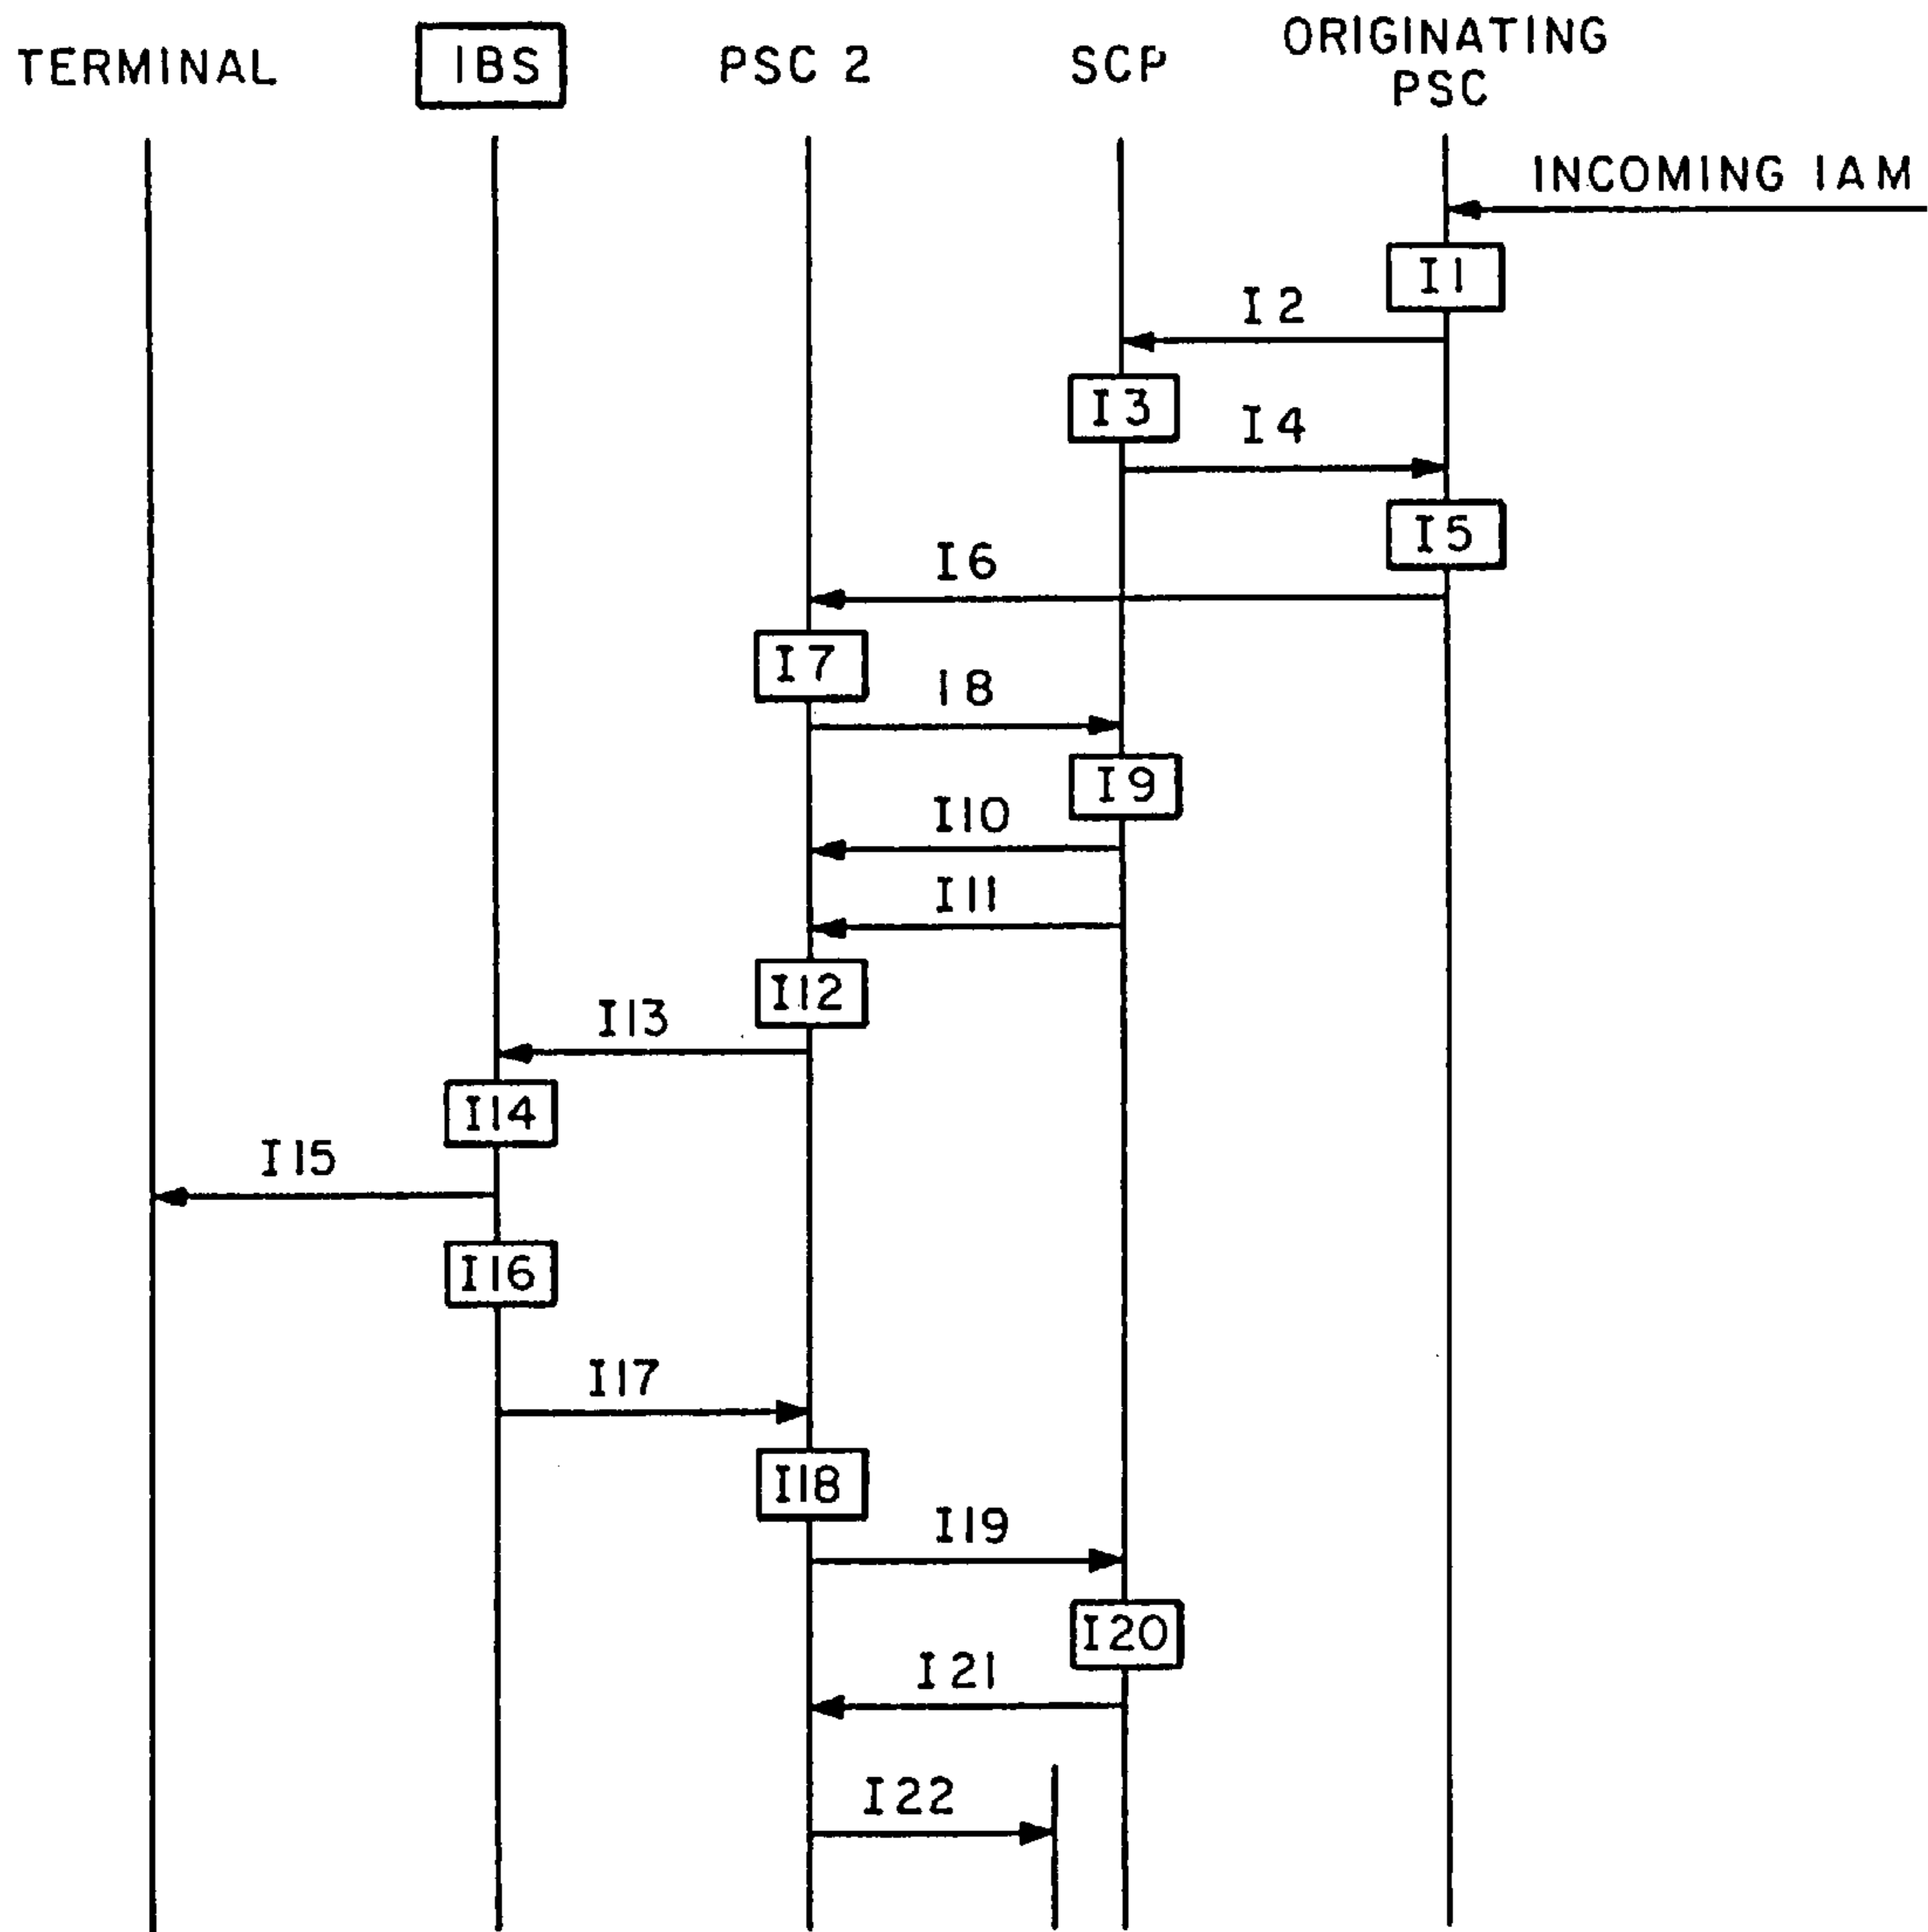 TERMINAL
IBS
PSC 2
SCP
ORIGINATING
PSC
INCOMING IAM
I1
I2
I3
I4
I5
I6
I7
I8
I9
I10
I11
I12
I13
I14
I15
I16
I17
I18
I19
I20
I21
I22